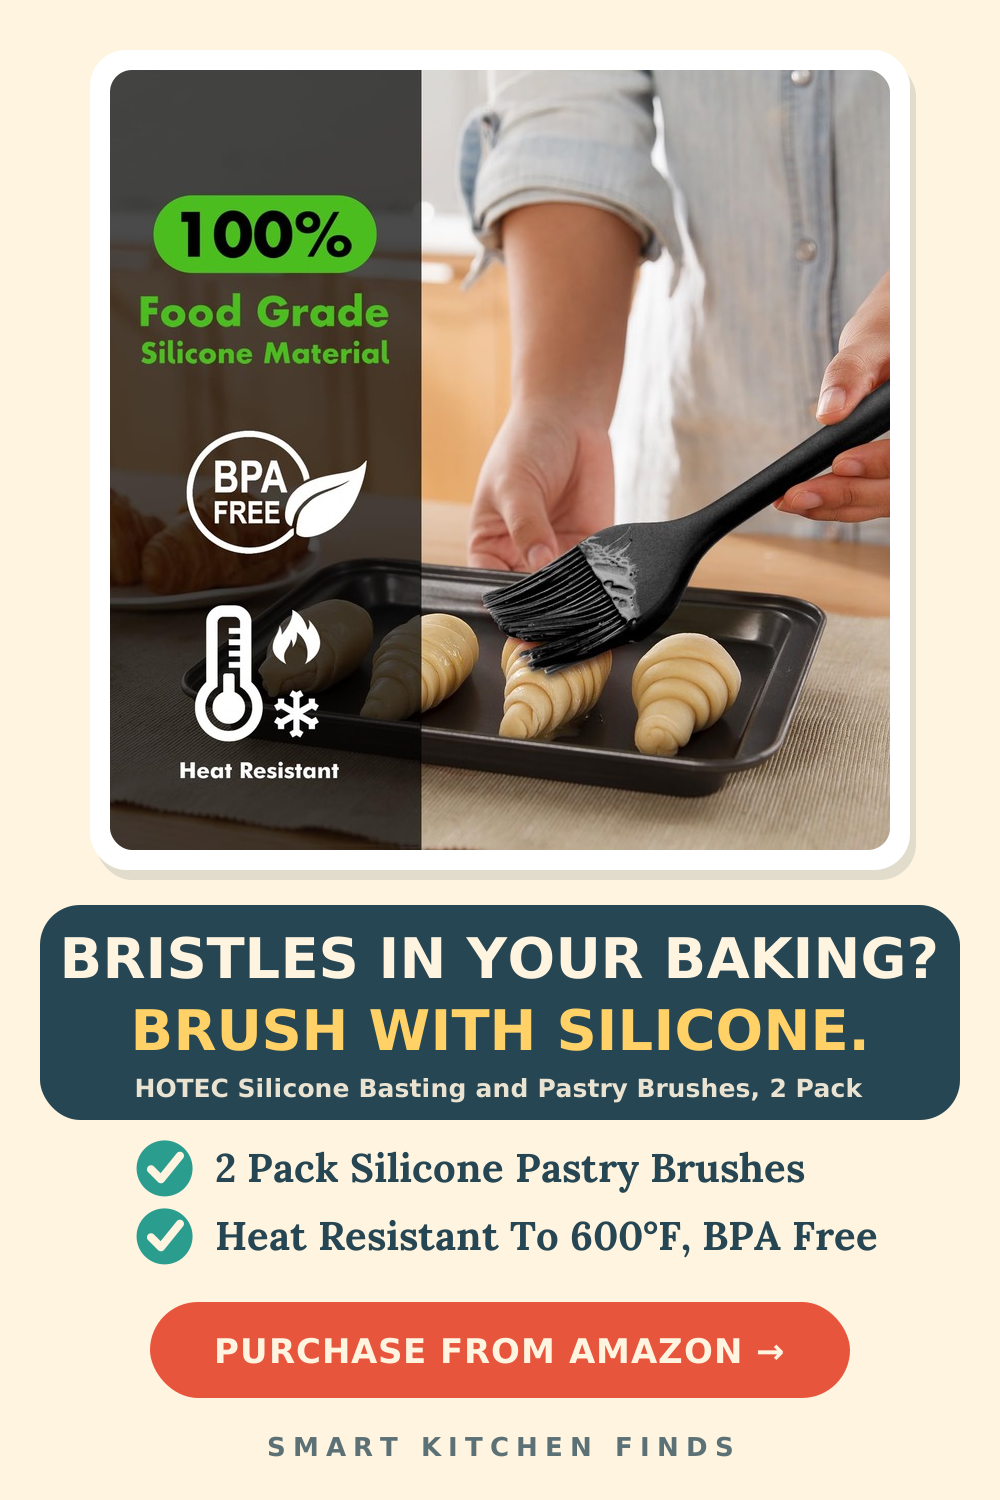 100%
Food Grade
Silicone Material
BPA
FREE
Heat Resistant
BRISTLES IN YOUR BAKING?
BRUSH WITH SILICONE.
HOTEC Silicone Basting and Pastry Brushes, 2 Pack
2 Pack Silicone Pastry Brushes
Heat Resistant To 600°F, BPA Free
PURCHASE FROM AMAZON →
SMART KITCHEN FINDS